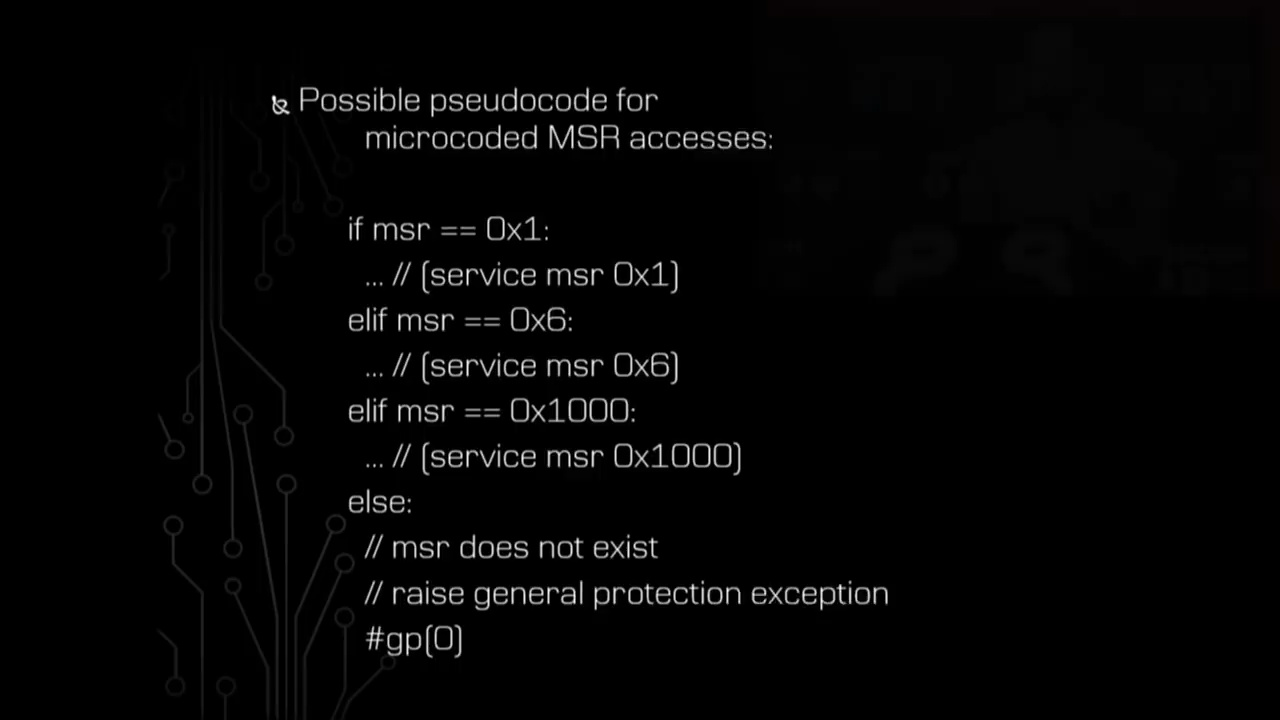 Possible pseudocode for
microcoded MSR accesses:
if msr == 0x1:
... // (service msr 0x1)
elif msr == 0x6:
... // (service msr 0x6)
elif msr == 0x1000:
... // (service msr 0x1000)
else:
// msr does not exist
// raise general protection exception
#gp(0)